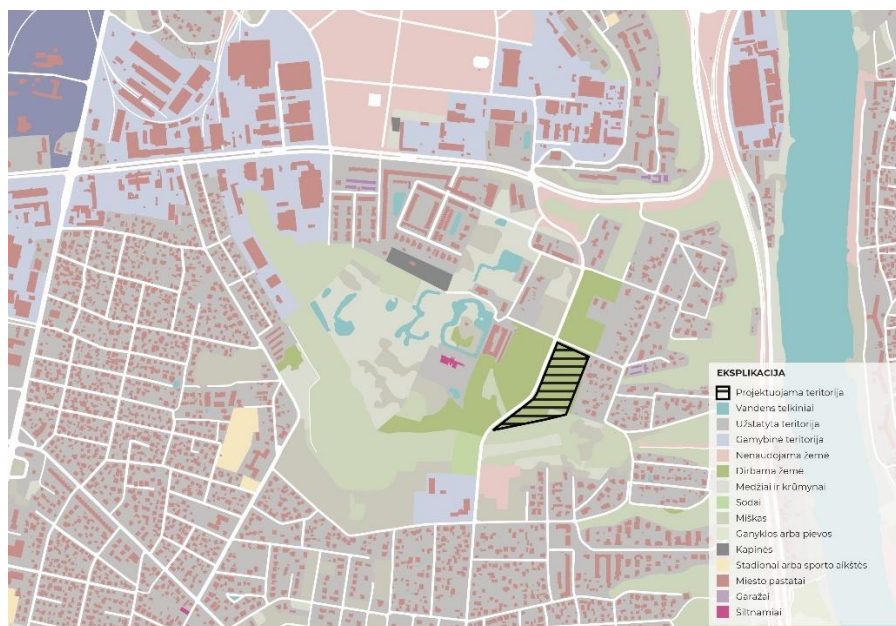 EKSPLIKACIJA
Projektuojama teritorija
Vandens telkiniai
Užstatyta teritorija
Gamybinė teritorija
Nenaudojama žemė
Dirbama žemė
Medžiai ir krūmynai
Sodai
Miškas
Ganyklos arba pievos
Kapinės
Stadionai arba sporto aikštės
Miesto pastatai
Garažai
Šiltnamiai